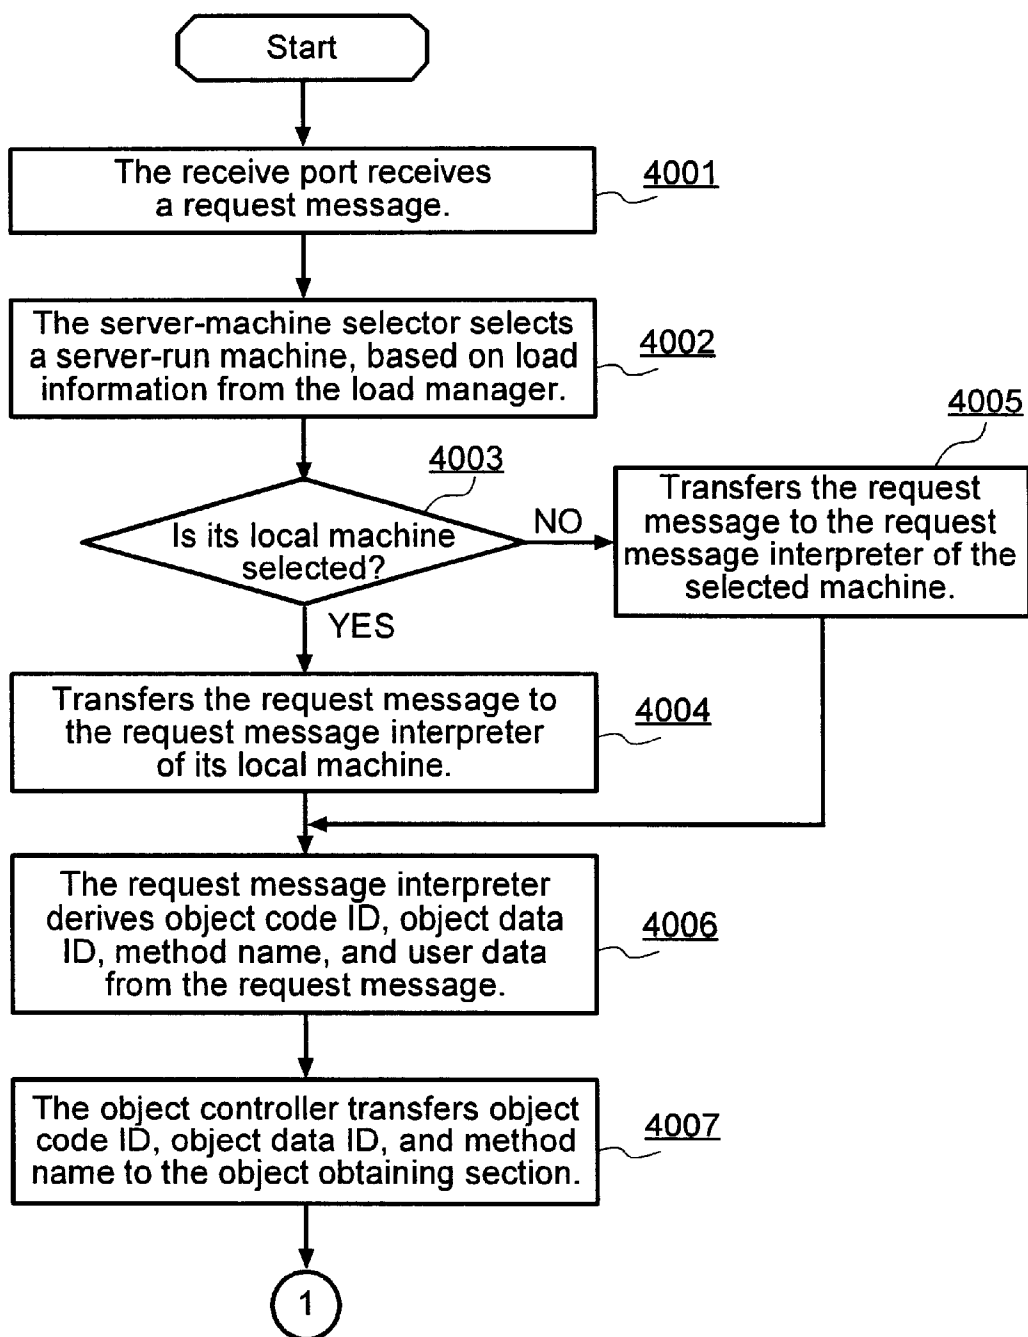 Start
The receive port receives
a request message.
4001
The server-machine selector selects
a server-run machine, based on load
information from the load manager.
4002
4003
Is its local machine
selected?
NO
YES
4005
Transfers the request
message to the request
message interpreter of the
selected machine.
Transfers the request message to
the request message interpreter
of its local machine.
4004
The request message interpreter
derives object code ID, object data
ID, method name, and user data
from the request message.
4006
The object controller transfers object
code ID, object data ID, and method
name to the object obtaining section.
4007
1